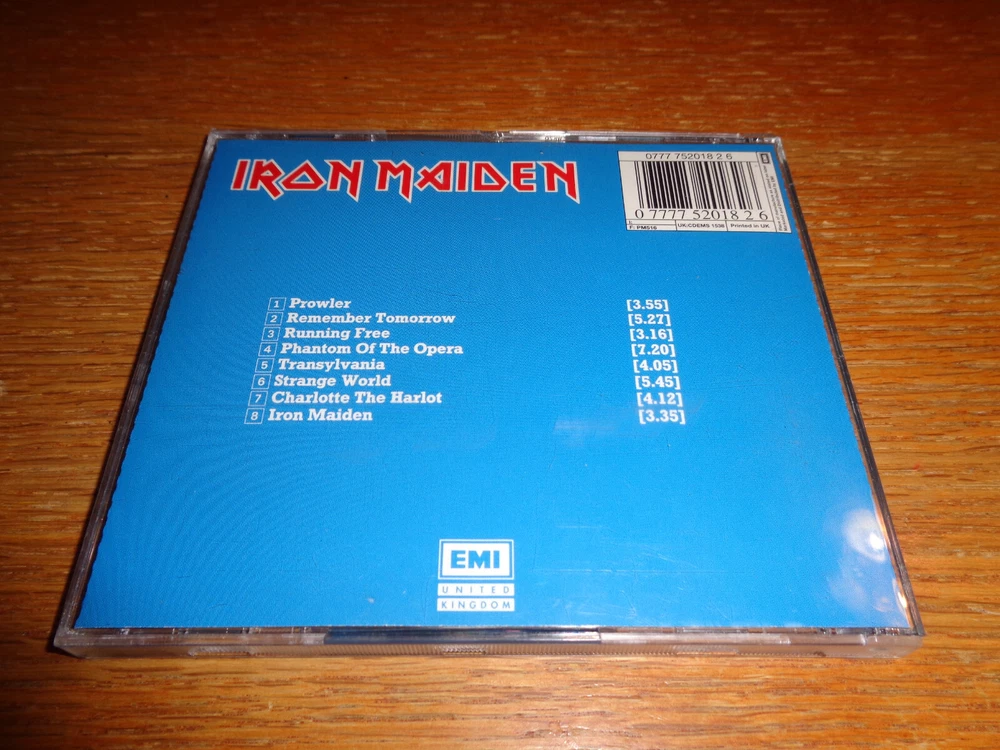 IRON MAIDEN
0777 752018 2 6
EMI
0 77775 20182 6
F: PM516
UK:CDEMS 1538
Printed in UK
1 Prowler [3.55]
2 Remember Tomorrow [5.27]
3 Running Free [3.16]
4 Phantom Of The Opera [7.20]
5 Transylvania [4.05]
6 Strange World [5.45]
7 Charlotte The Harlot [4.12]
8 Iron Maiden [3.35]
EMI
UNITED
KINGDOM